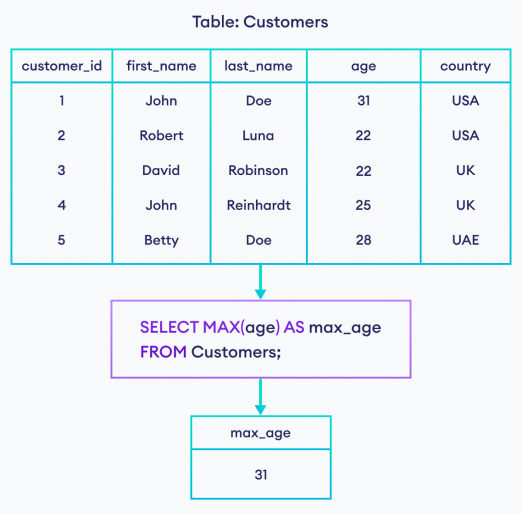 Table: Customers
customer_id first_name last_name age country
1 John Doe 31 USA
2 Robert Luna 22 USA
3 David Robinson 22 UK
4 John Reinhardt 25 UK
5 Betty Doe 28 UAE
SELECT MAX(age) AS max_age
FROM Customers;
max_age
31